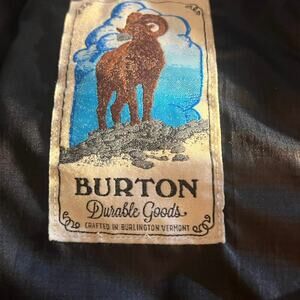 BURTON
Durable Goods
CRAFTED IN BURLINGTON VERMONT